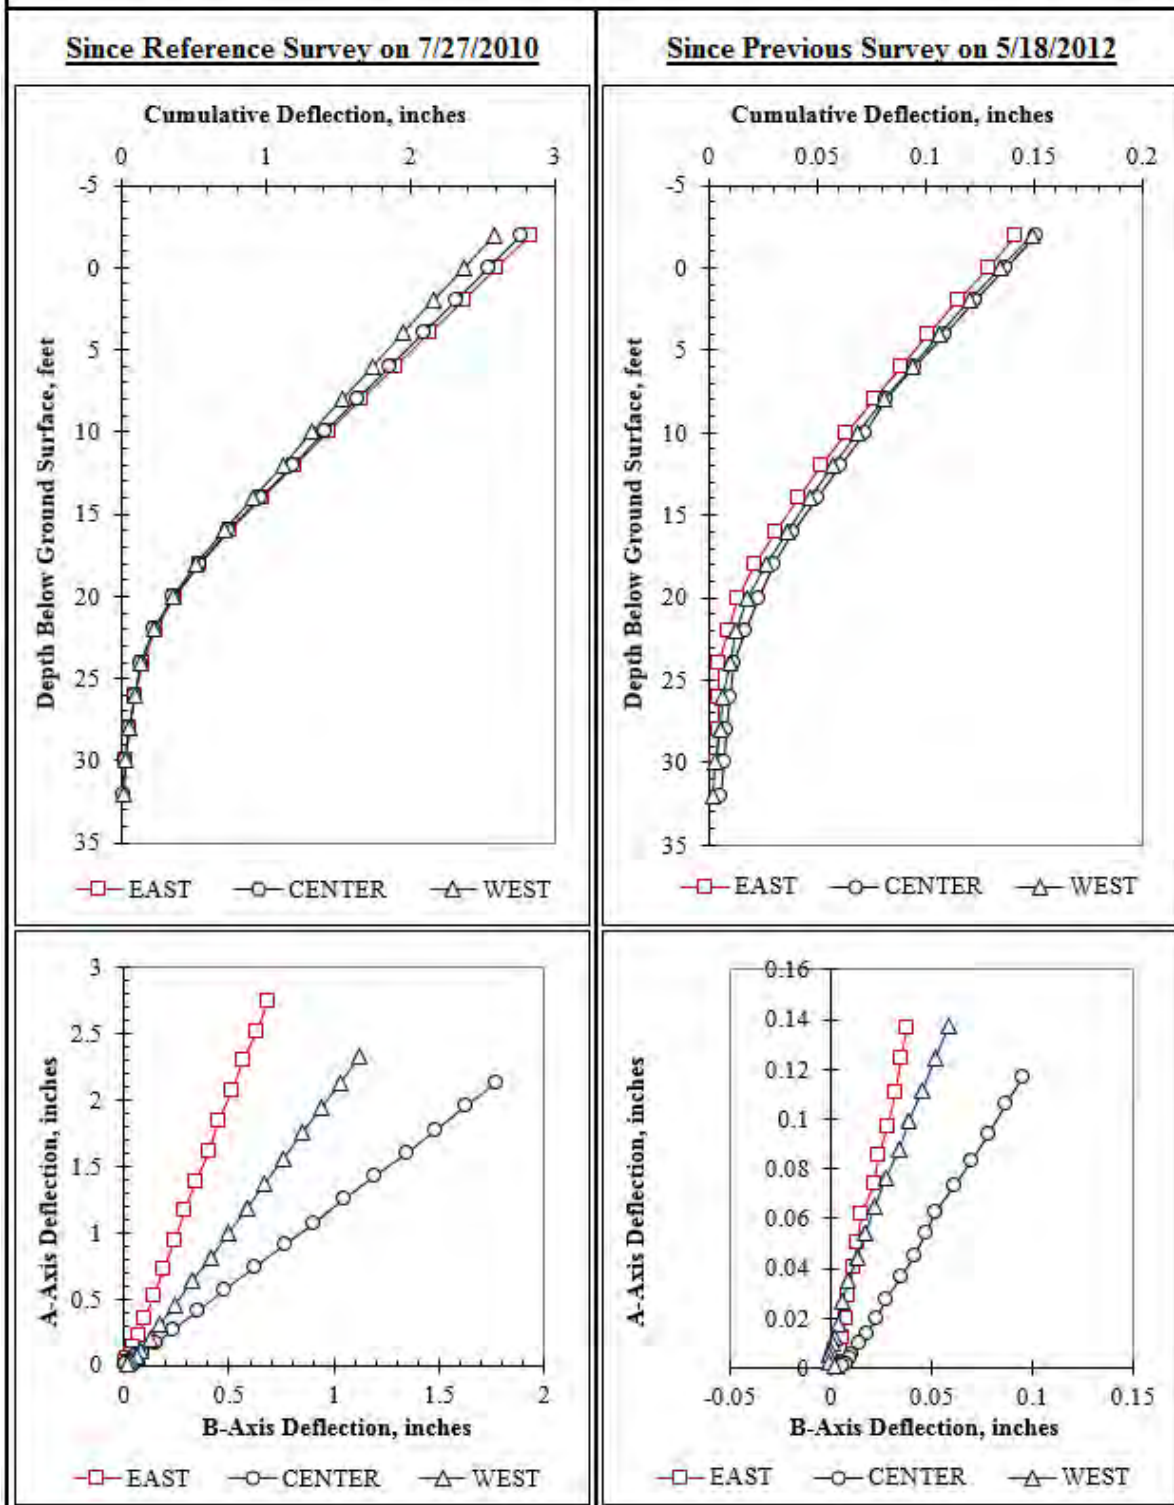 Since Reference Survey on 7/27/2010
Since Previous Survey on 5/18/2012
Cumulative Deflection, inches
0 1 2 3
-5
0
5
10
15
20
25
30
35
Depth Below Ground Surface, feet
EAST CENTER WEST
Cumulative Deflection, inches
0 0.05 0.1 0.15 0.2
-5
0
5
10
15
20
25
30
35
Depth Below Ground Surface, feet
EAST CENTER WEST
3
2.5
2
1.5
1
0.5
0
A-Axis Deflection, inches
0 0.5 1 1.5 2
B-Axis Deflection, inches
EAST CENTER WEST
0.16
0.14
0.12
0.1
0.08
0.06
0.04
0.02
0
A-Axis Deflection, inches
-0.05 0 0.05 0.1 0.15
B-Axis Deflection, inches
EAST CENTER WEST